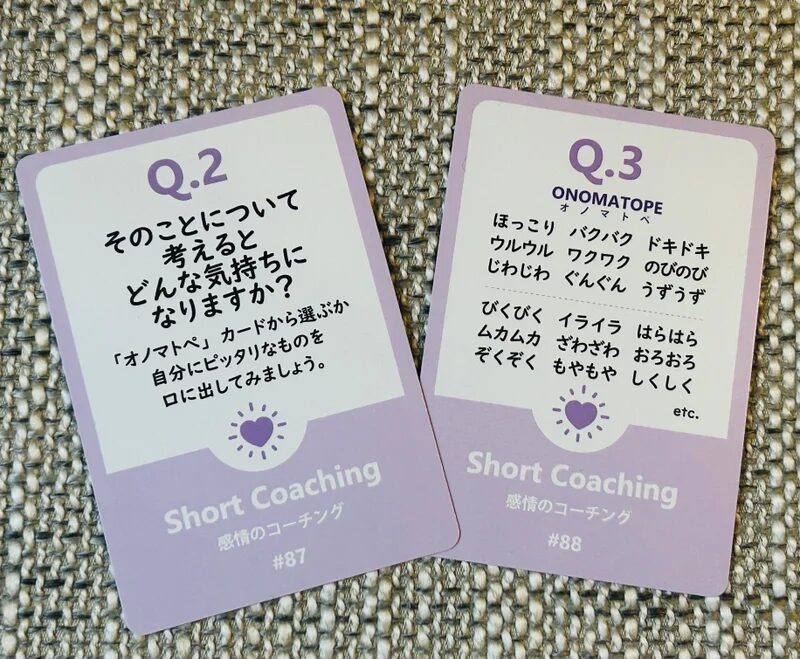 Q.2
そのことについて
考えると
どんな気持ちに
なりますか?
「オノマトペ」カードから選ぶか
自分にピッタリなものを
口に出してみましょう。
Short Coaching
感情のコーチング
#87
Q.3
ONOMATOPE
オノマトペ
ほっこり バクバク ドキドキ
ウルウル ワクワク のびのび
じわじわ ぐんぐん うずうず
びくびく イライラ はらはら
ムカムカ ざわざわ おろおろ
ぞくぞく もやもや しくしく
etc.
Short Coaching
感情のコーチング
#88